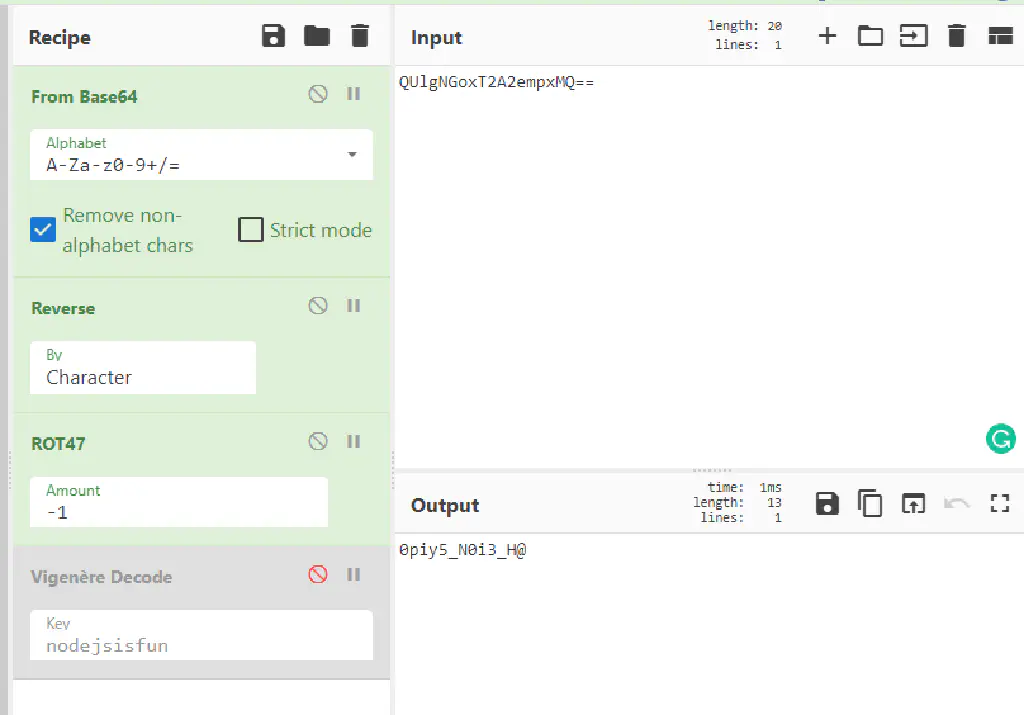 Recipe
From Base64
Alphabet
A-Za-z0-9+/=
Remove non-
alphabet chars
Strict mode
Reverse
By
Character
ROT47
Amount
-1
Vigenère Decode
Key
nodejsisfun
Input
length: 20
lines: 1
QUlgNGoxT2A2empxMQ==
Output
time: 1ms
length: 13
lines: 1
0piy5_N0i3_H@